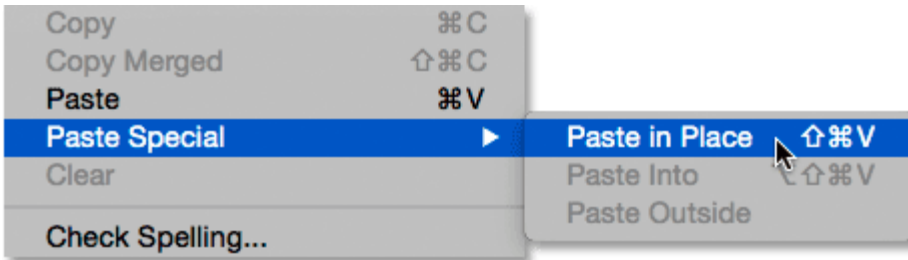 Copy ⌘C
Copy Merged ⇧⌘C
Paste ⌘V
Paste Special ▶
Paste in Place ⇧⌘V
Clear
Paste Into ⌥⇧⌘V
Paste Outside
Check Spelling...